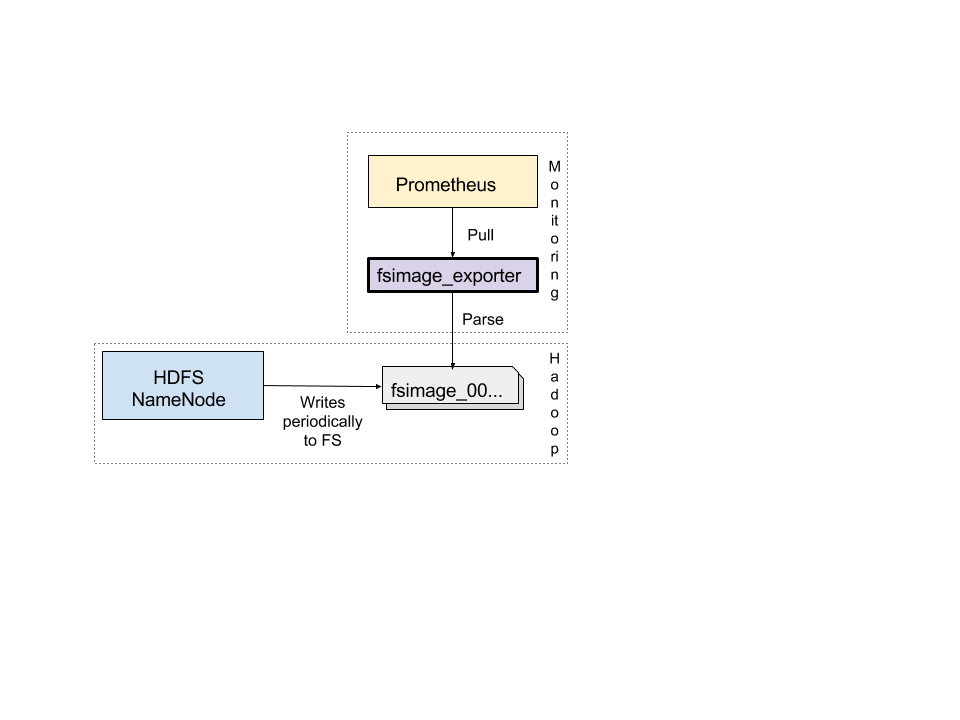 Prometheus
Monitoring
Pull
fsimage_exporter
Parse
HDFS
NameNode
Writes
periodically
to FS
fsimage_00...
Hadoop